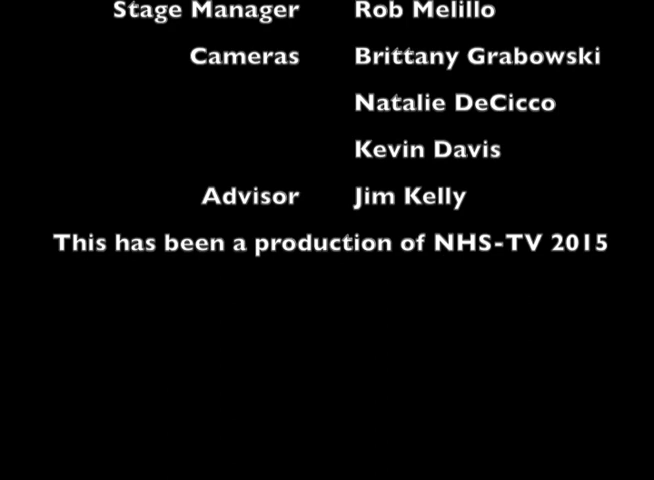 Stage Manager Rob Melillo
Cameras Brittany Grabowski
Natalie DeCicco
Kevin Davis
Advisor Jim Kelly
This has been a production of NHS-TV 2015